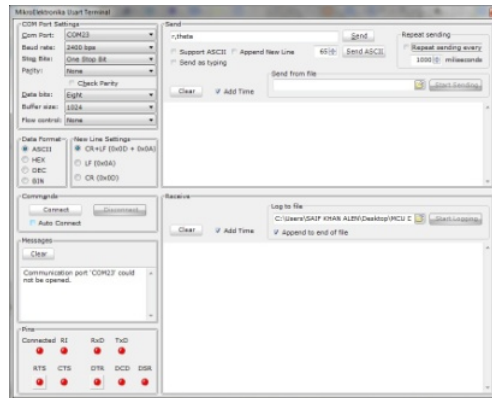 MikroElektronika Usart Terminal
COM Port Settings
Com Port: COM23
Baud rate: 2400 bps
Stop Bits: One Stop Bit
Parity: None
Check Parity
Data bits: Eight
Buffer size: 1024
Flow control: None
Data Format
ASCII
HEX
DEC
BIN
New Line Settings
CR+LF (0x0D + 0x0A)
LF (0x0A)
CR (0x0D)
Commands
Connect Disconnect
Auto Connect
Messages
Clear
Communication port 'COM23' could
not be opened.
Pins
Connected RI RxD TxD
RTS CTS DTR DCD DSR
Send
r,theta
Send
Support ASCII Append New Line 65 Send ASCII
Send as typing
Repeat sending
Repeat sending every
1000 miliseconds
Send from file
Start Sending
Clear Add Time
Receive
Log to file
C:\Users\SAIF KHAN ALEN\Desktop\MCU D Start Logging
Clear Add Time Append to end of file